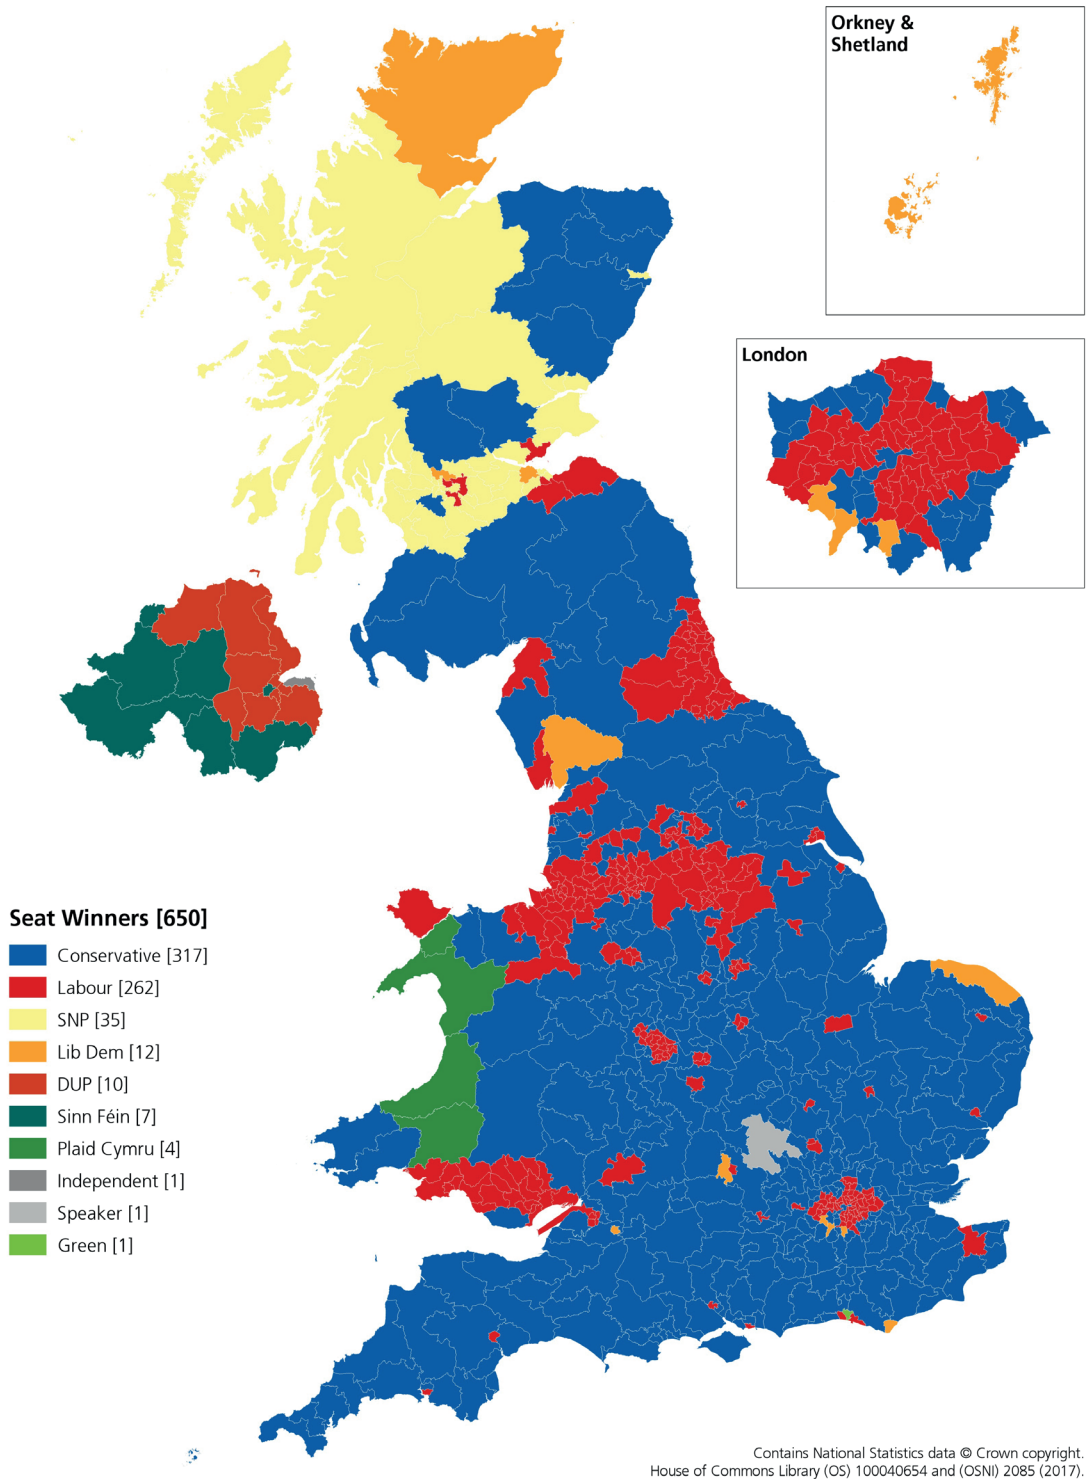 Orkney &
Shetland
London
Seat Winners [650]
Conservative [317]
Labour [262]
SNP [35]
Lib Dem [12]
DUP [10]
Sinn Féin [7]
Plaid Cymru [4]
Independent [1]
Speaker [1]
Green [1]
Contains National Statistics data © Crown copyright.
House of Commons Library (OS) 100040654 and (OSNI) 2085 (2017).